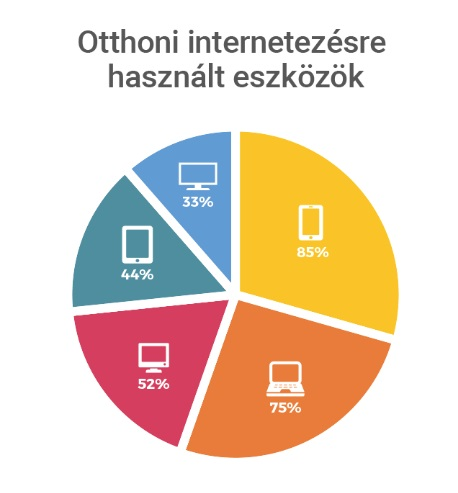 Otthoni internetezésre
használt eszközök
33%
85%
44%
52%
75%